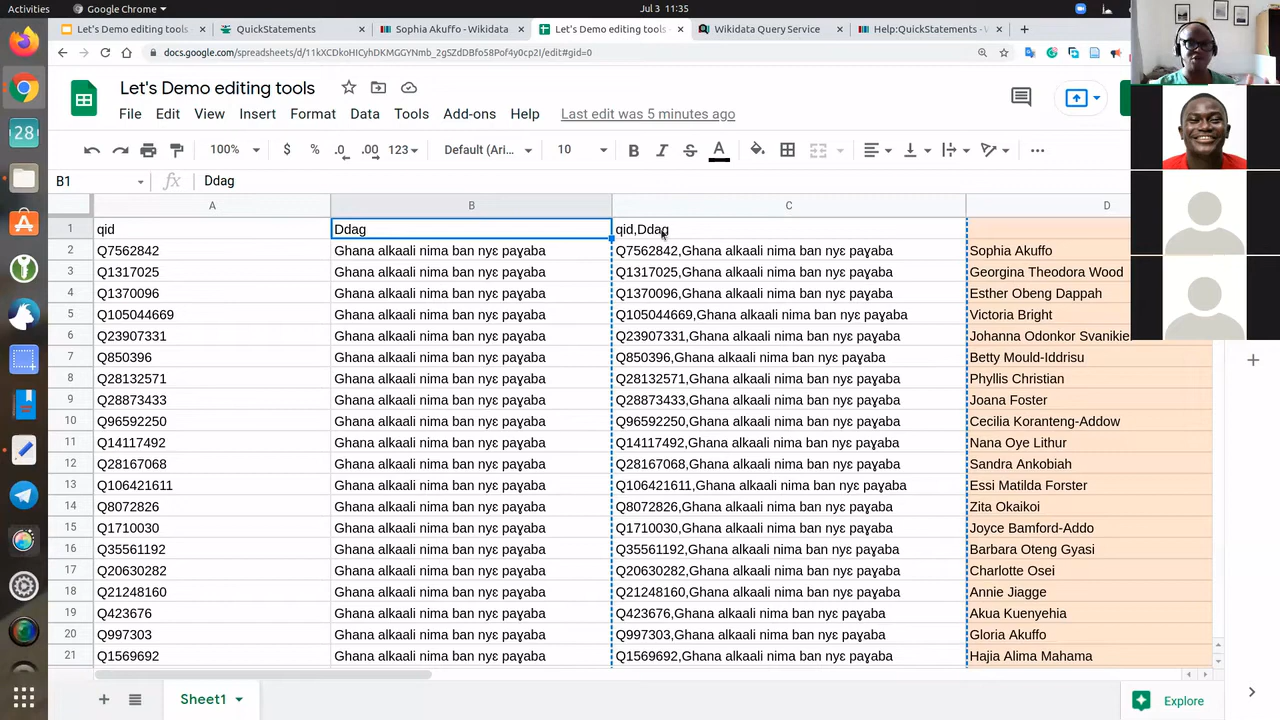 Activities Google Chrome Jul 3 11:35
Let's Demo editing tools QuickStatements Sophia Akuffo - Wikidata Let's Demo editing tools - Wikidata Query Service Help:QuickStatements -
docs.google.com/spreadsheets/d/11kXCDkoHICyhDKMGGYNmb_2gSZdDBfo58Pof4y0cp2I/edit#gid=0
Let's Demo editing tools
File Edit View Insert Format Data Tools Add-ons Help Last edit was 5 minutes ago
100% $ % .0 .00 123 Default (Ari... 10 B I S A
B1 fx Ddag
A B C D
1 qid Ddag qid,Ddag
2 Q7562842 Ghana alkaali nima ban nyɛ paɣaba Q7562842,Ghana alkaali nima ban nyɛ paɣaba Sophia Akuffo
3 Q1317025 Ghana alkaali nima ban nyɛ paɣaba Q1317025,Ghana alkaali nima ban nyɛ paɣaba Georgina Theodora Wood
4 Q1370096 Ghana alkaali nima ban nyɛ paɣaba Q1370096,Ghana alkaali nima ban nyɛ paɣaba Esther Obeng Dappah
5 Q105044669 Ghana alkaali nima ban nyɛ paɣaba Q105044669,Ghana alkaali nima ban nyɛ paɣaba Victoria Bright
6 Q23907331 Ghana alkaali nima ban nyɛ paɣaba Q23907331,Ghana alkaali nima ban nyɛ paɣaba Johanna Odonkor Svanikie
7 Q850396 Ghana alkaali nima ban nyɛ paɣaba Q850396,Ghana alkaali nima ban nyɛ paɣaba Betty Mould-Iddrisu
8 Q28132571 Ghana alkaali nima ban nyɛ paɣaba Q28132571,Ghana alkaali nima ban nyɛ paɣaba Phyllis Christian
9 Q28873433 Ghana alkaali nima ban nyɛ paɣaba Q28873433,Ghana alkaali nima ban nyɛ paɣaba Joana Foster
10 Q96592250 Ghana alkaali nima ban nyɛ paɣaba Q96592250,Ghana alkaali nima ban nyɛ paɣaba Cecilia Koranteng-Addow
11 Q14117492 Ghana alkaali nima ban nyɛ paɣaba Q14117492,Ghana alkaali nima ban nyɛ paɣaba Nana Oye Lithur
12 Q28167068 Ghana alkaali nima ban nyɛ paɣaba Q28167068,Ghana alkaali nima ban nyɛ paɣaba Sandra Ankobiah
13 Q106421611 Ghana alkaali nima ban nyɛ paɣaba Q106421611,Ghana alkaali nima ban nyɛ paɣaba Essi Matilda Forster
14 Q8072826 Ghana alkaali nima ban nyɛ paɣaba Q8072826,Ghana alkaali nima ban nyɛ paɣaba Zita Okaikoi
15 Q1710030 Ghana alkaali nima ban nyɛ paɣaba Q1710030,Ghana alkaali nima ban nyɛ paɣaba Joyce Bamford-Addo
16 Q35561192 Ghana alkaali nima ban nyɛ paɣaba Q35561192,Ghana alkaali nima ban nyɛ paɣaba Barbara Oteng Gyasi
17 Q20630282 Ghana alkaali nima ban nyɛ paɣaba Q20630282,Ghana alkaali nima ban nyɛ paɣaba Charlotte Osei
18 Q21248160 Ghana alkaali nima ban nyɛ paɣaba Q21248160,Ghana alkaali nima ban nyɛ paɣaba Annie Jiagge
19 Q423676 Ghana alkaali nima ban nyɛ paɣaba Q423676,Ghana alkaali nima ban nyɛ paɣaba Akua Kuenyehia
20 Q997303 Ghana alkaali nima ban nyɛ paɣaba Q997303,Ghana alkaali nima ban nyɛ paɣaba Gloria Akuffo
21 Q1569692 Ghana alkaali nima ban nyɛ paɣaba Q1569692,Ghana alkaali nima ban nyɛ paɣaba Hajia Alima Mahama
Sheet1 Explore
28